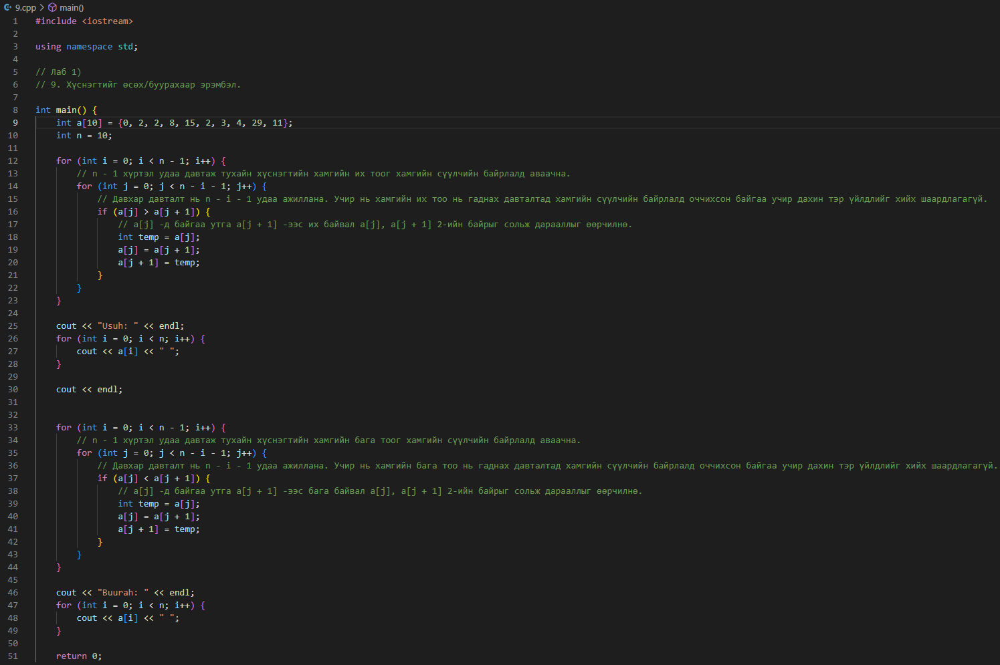 9.cpp > main()
1 #include <iostream>
2
3 using namespace std;
4
5 // Лаб 1)
6 // 9. Хүснэгтийг өсөх/буурахаар эрэмбэл.
7
8 int main() {
9     int a[10] = {0, 2, 2, 8, 15, 2, 3, 4, 29, 11};
10     int n = 10;
11
12     for (int i = 0; i < n - 1; i++) {
13         // n - 1 хүртэл удаа давтаж тухайн хүснэгтийн хамгийн их тоог хамгийн сүүлчийн байрлалд аваачна.
14         for (int j = 0; j < n - i - 1; j++) {
15             // Давхар давталт нь n - i - 1 удаа ажиллана. Учир нь хамгийн их тоо нь гаднах давталтад хамгийн сүүлчийн байрлалд оччихсон байгаа учир дахин тэр үйлдлийг хийх шаардлагагүй.
16             if (a[j] > a[j + 1]) {
17                 // a[j] -д байгаа утга a[j + 1] -ээс их байвал a[j], a[j + 1] 2-ийн байрыг сольж дарааллыг өөрчилнө.
18                 int temp = a[j];
19                 a[j] = a[j + 1];
20                 a[j + 1] = temp;
21             }
22         }
23     }
24
25     cout << "Usuh: " << endl;
26     for (int i = 0; i < n; i++) {
27         cout << a[i] << " ";
28     }
29
30     cout << endl;
31
32
33     for (int i = 0; i < n - 1; i++) {
34         // n - 1 хүртэл удаа давтаж тухайн хүснэгтийн хамгийн бага тоог хамгийн сүүлчийн байрлалд аваачна.
35         for (int j = 0; j < n - i - 1; j++) {
36             // Давхар давталт нь n - i - 1 удаа ажиллана. Учир нь хамгийн бага тоо нь гаднах давталтад хамгийн сүүлчийн байрлалд оччихсон байгаа учир дахин тэр үйлдлийг хийх шаардлагагүй.
37             if (a[j] < a[j + 1]) {
38                 // a[j] -д байгаа утга a[j + 1] -ээс бага байвал a[j], a[j + 1] 2-ийн байрыг сольж дарааллыг өөрчилнө.
39                 int temp = a[j];
40                 a[j] = a[j + 1];
41                 a[j + 1] = temp;
42             }
43         }
44     }
45
46     cout << "Buurah: " << endl;
47     for (int i = 0; i < n; i++) {
48         cout << a[i] << " ";
49     }
50
51     return 0;